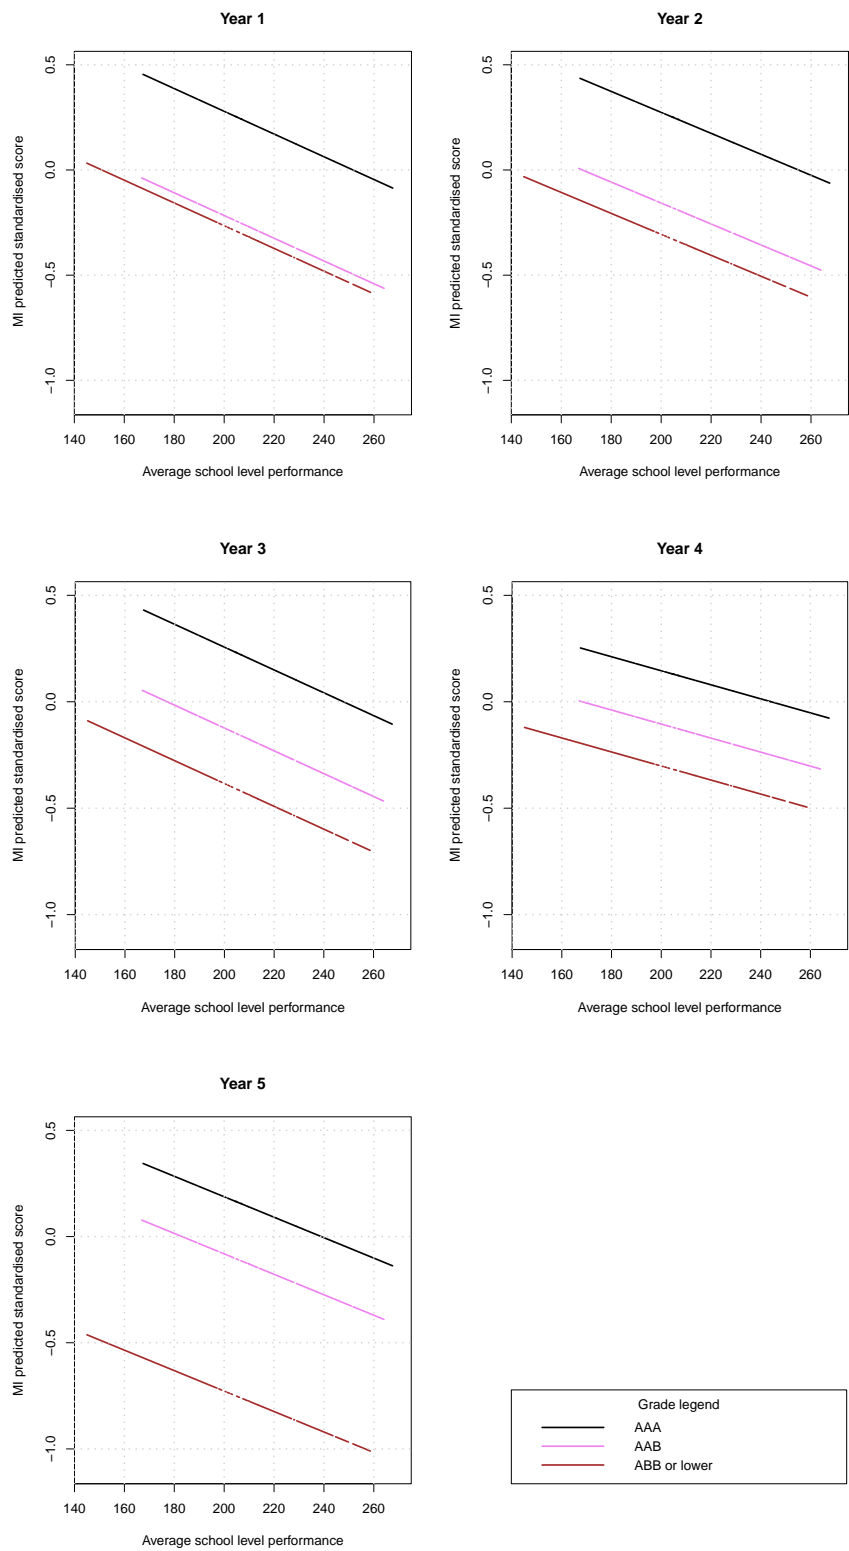 Year 1
MI predicted standardised score
0.5
0.0
−0.5
−1.0
140 160 180 200 220 240 260
Average school level performance
Year 2
MI predicted standardised score
0.5
0.0
−0.5
−1.0
140 160 180 200 220 240 260
Average school level performance
Year 3
MI predicted standardised score
0.5
0.0
−0.5
−1.0
140 160 180 200 220 240 260
Average school level performance
Year 4
MI predicted standardised score
0.5
0.0
−0.5
−1.0
140 160 180 200 220 240 260
Average school level performance
Year 5
MI predicted standardised score
0.5
0.0
−0.5
−1.0
140 160 180 200 220 240 260
Average school level performance
Grade legend
AAA
AAB
ABB or lower